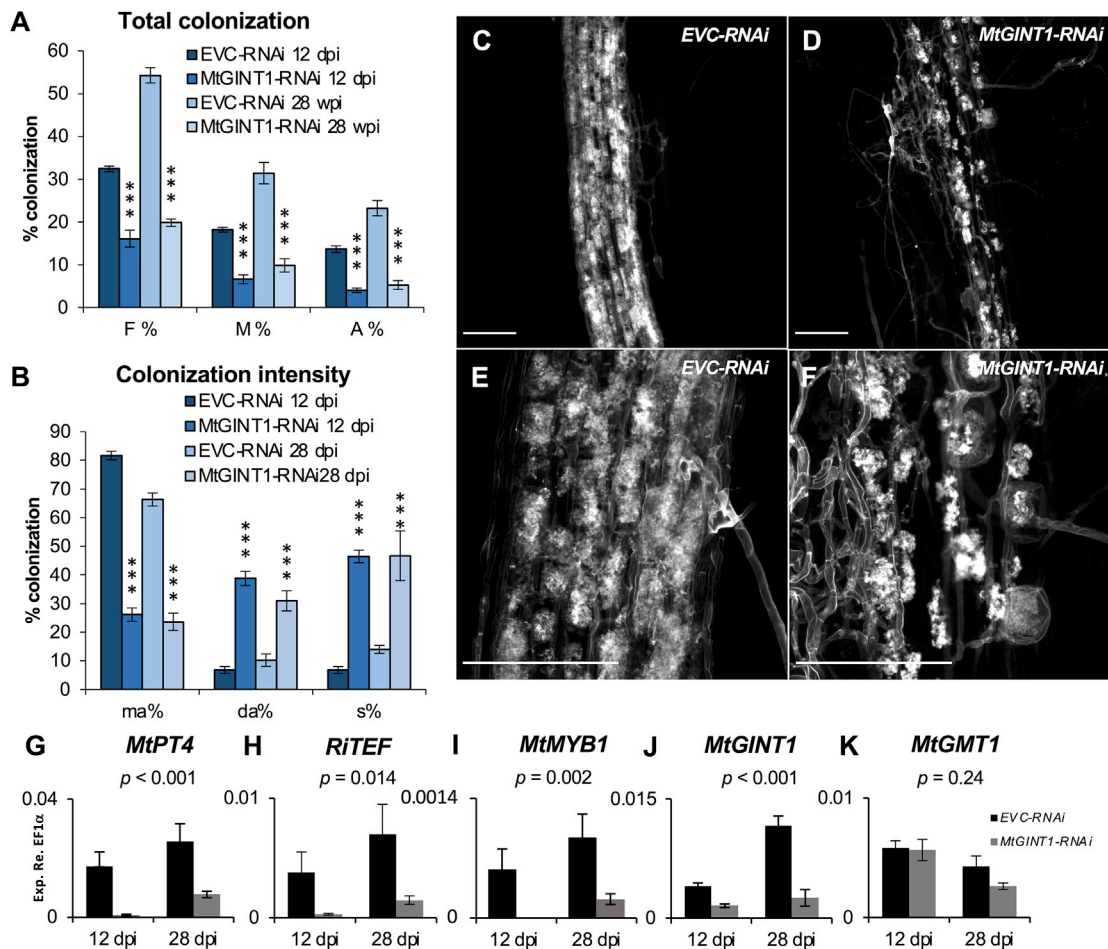 A
Total colonization
EVC-RNAi 12 dpi
MtGINT1-RNAi 12 dpi
EVC-RNAi 28 wpi
MtGINT1-RNAi 28 wpi
% colonization
60
50
40
30
20
10
0
***
***
***
***
***
***
F %
M %
A %
B
Colonization intensity
EVC-RNAi 12 dpi
MtGINT1-RNAi 12 dpi
EVC-RNAi 28 dpi
MtGINT1-RNAi28 dpi
% colonization
90
80
70
60
50
40
30
20
10
0
***
***
***
***
***
***
ma%
da%
s%
C
EVC-RNAi
D
MtGINT1-RNAi
E
EVC-RNAi
F
MtGINT1-RNAi
G
MtPT4
p < 0.001
Exp. Re. EF1α
0.04
0
12 dpi
28 dpi
H
RiTEF
p = 0.014
0.01
0
12 dpi
28 dpi
I
MtMYB1
p = 0.002
0.0014
0
12 dpi
28 dpi
J
MtGINT1
p < 0.001
0.015
0
12 dpi
28 dpi
K
MtGMT1
p = 0.24
0.01
0
12 dpi
28 dpi
EVC-RNAi
MtGINT1-RNAi